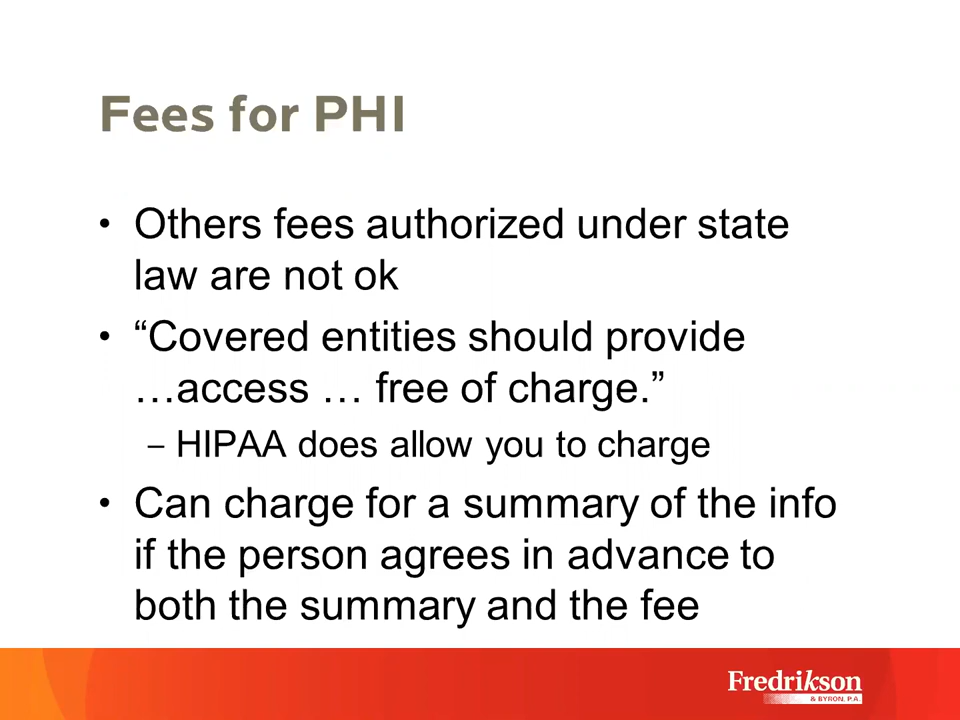 Fees for PHI
• Others fees authorized under state
law are not ok
• “Covered entities should provide
…access … free of charge.”
– HIPAA does allow you to charge
• Can charge for a summary of the info
if the person agrees in advance to
both the summary and the fee
Fredrikson
& BYRON, P.A.